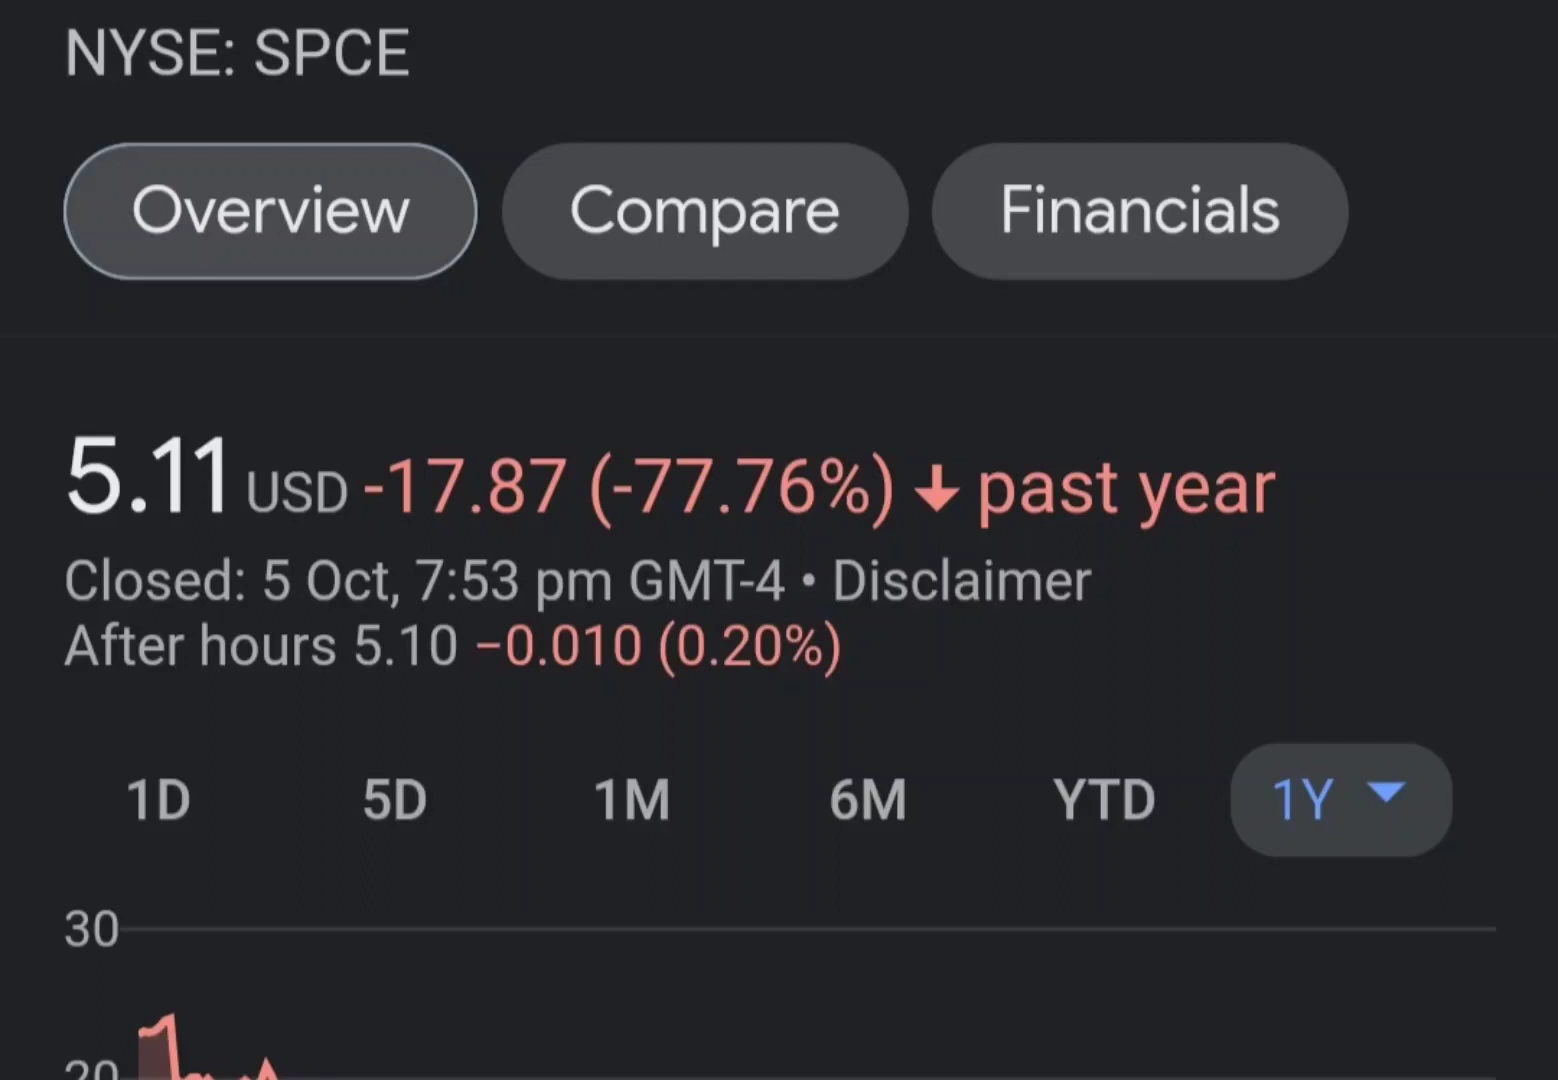 NYSE: SPCE
Overview Compare Financials
5.11 USD -17.87 (-77.76%) ↓ past year
Closed: 5 Oct, 7:53 pm GMT-4 • Disclaimer
After hours 5.10 −0.010 (0.20%)
1D 5D 1M 6M YTD 1Y
30
20